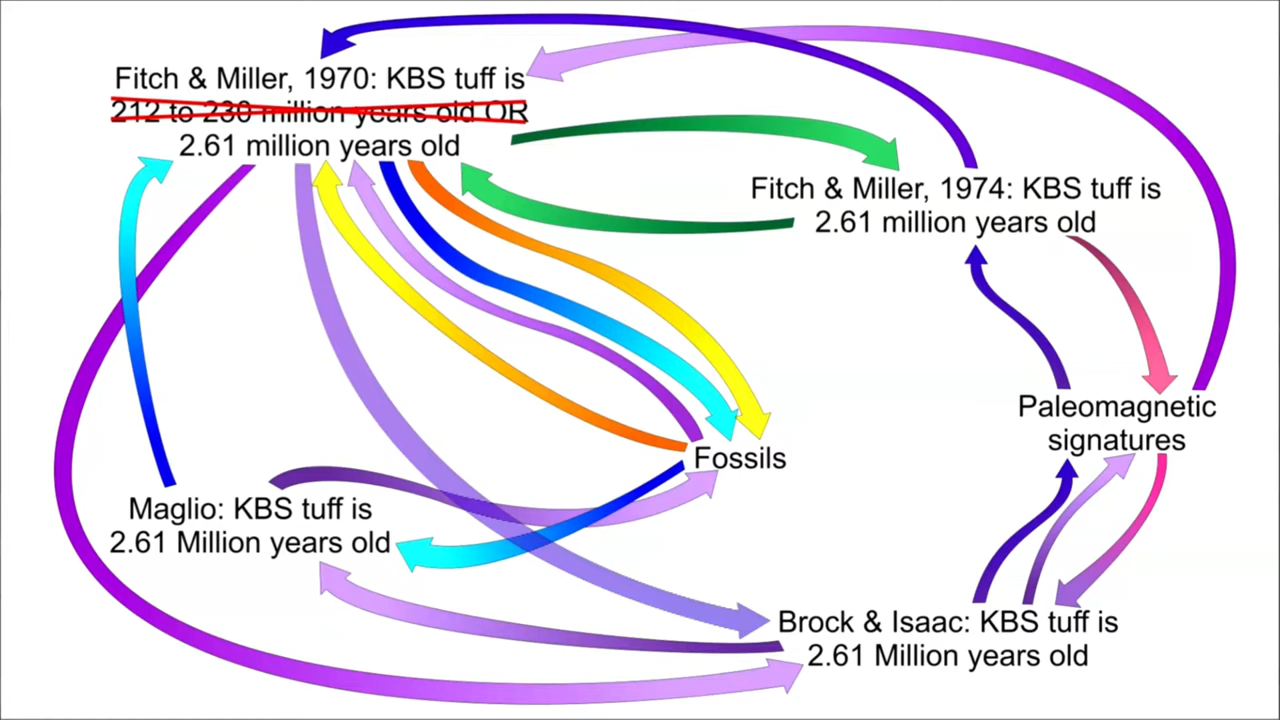 Fitch & Miller, 1970: KBS tuff is
212 to 230 million years old OR
2.61 million years old
Fitch & Miller, 1974: KBS tuff is
2.61 million years old
Paleomagnetic
signatures
Fossils
Maglio: KBS tuff is
2.61 Million years old
Brock & Isaac: KBS tuff is
2.61 Million years old